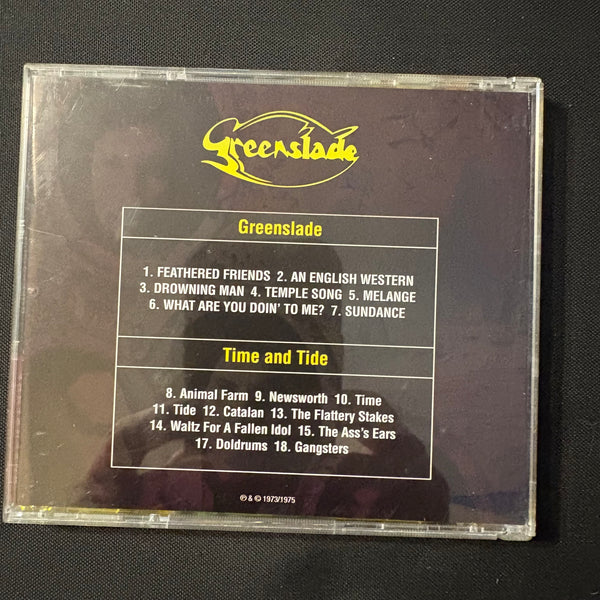 Greenslade
Greenslade
1. FEATHERED FRIENDS 2. AN ENGLISH WESTERN
3. DROWNING MAN 4. TEMPLE SONG 5. MELANGE
6. WHAT ARE YOU DOIN' TO ME? 7. SUNDANCE
Time and Tide
8. Animal Farm 9. Newsworth 10. Time
11. Tide 12. Catalan 13. The Flattery Stakes
14. Waltz For A Fallen Idol 15. The Ass's Ears
17. Doldrums 18. Gangsters
℗ & © 1973/1975